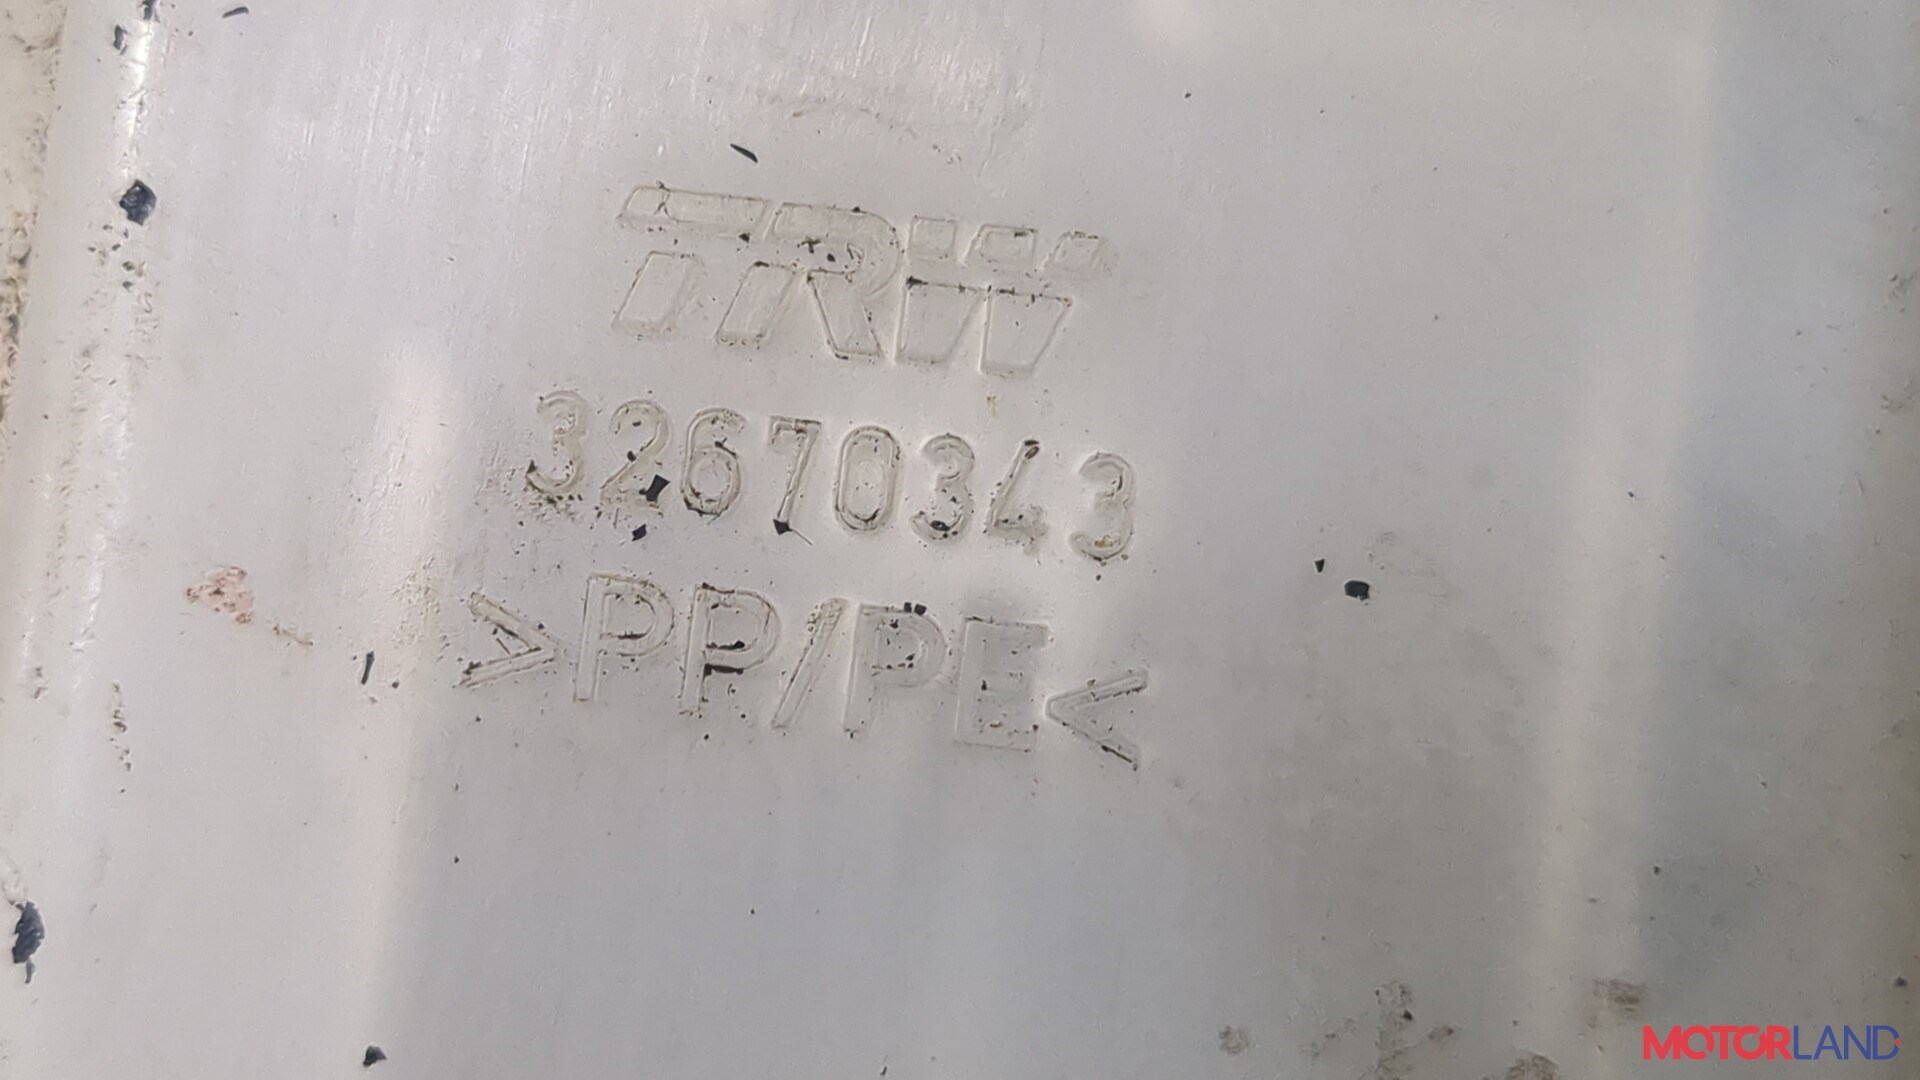 TRW
32670343
>PP/PE<
MOTORLAND